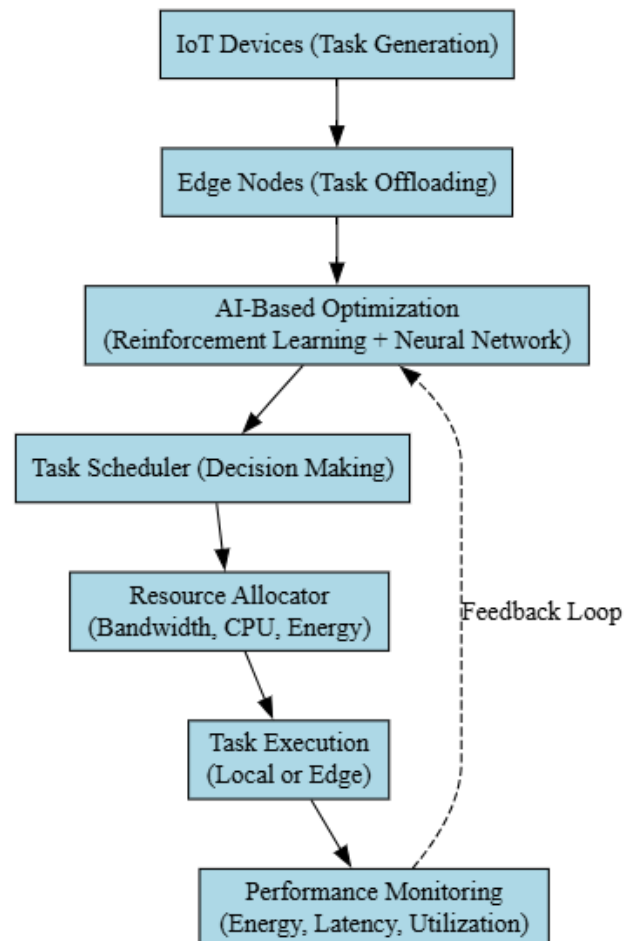 IoT Devices (Task Generation)
Edge Nodes (Task Offloading)
AI-Based Optimization
(Reinforcement Learning + Neural Network)
Task Scheduler (Decision Making)
Resource Allocator
(Bandwidth, CPU, Energy)
Feedback Loop
Task Execution
(Local or Edge)
Performance Monitoring
(Energy, Latency, Utilization)